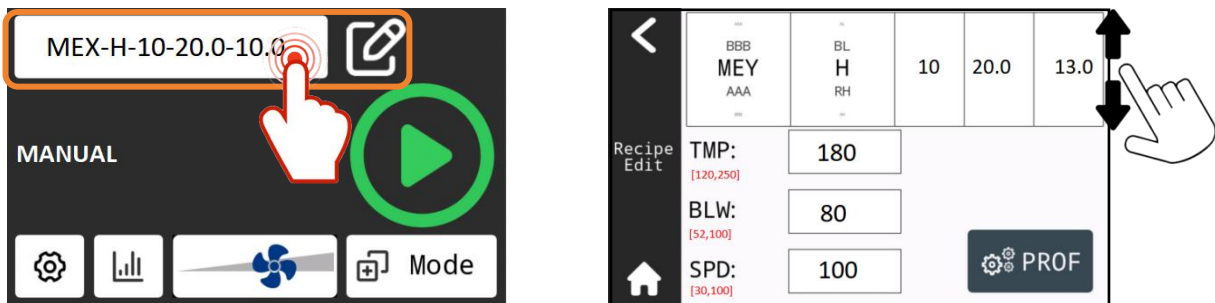 MEX-H-10-20.0-10.0
MANUAL
Mode
BBB BL
MEY H 10 20.0 13.0
AAA RH
Recipe
Edit
TMP: 180
[120,250]
BLW: 80
[52,100]
SPD: 100
[30,100]
PROF